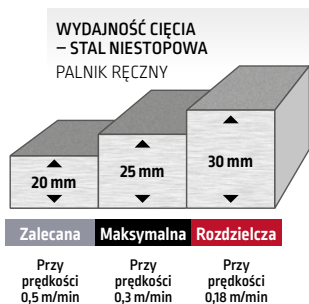 WYDAJNOŚĆ CIĘCIA
– STAL NIESTOPOWA
PALNIK RĘCZNY
20 mm
25 mm
30 mm
Zalecana
Maksymalna
Rozdzielcza
Przy
prędkości
0,5 m/min
Przy
prędkości
0,3 m/min
Przy
prędkości
0,18 m/min